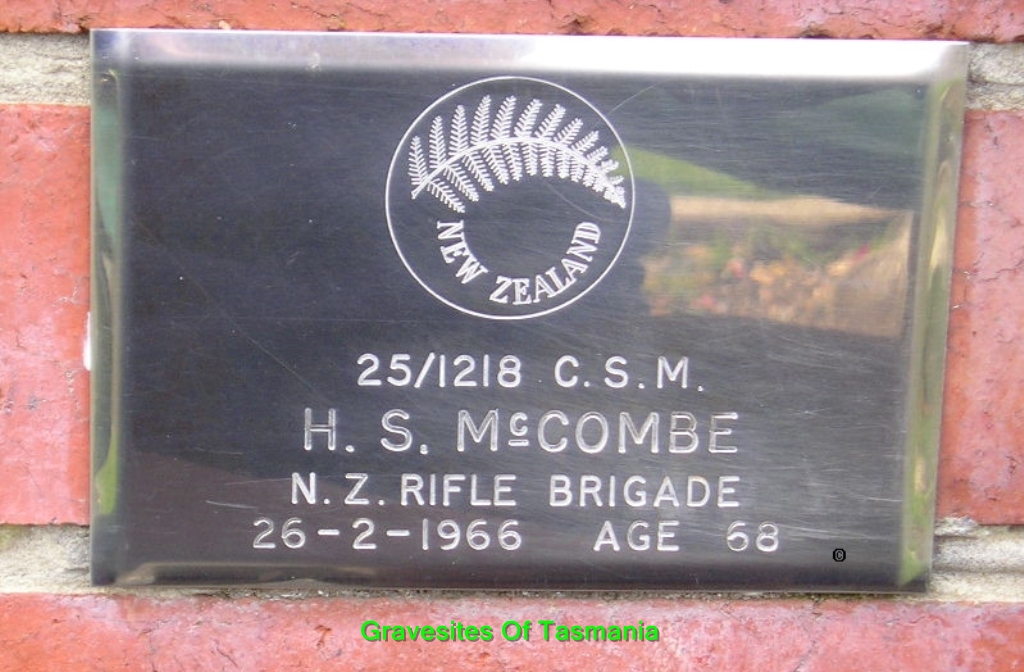 NEW ZEALAND
25/1218 C.S.M.
H. S. McCOMBE
N.Z. RIFLE BRIGADE
26-2-1966 AGE 68
©
Gravesites Of Tasmania